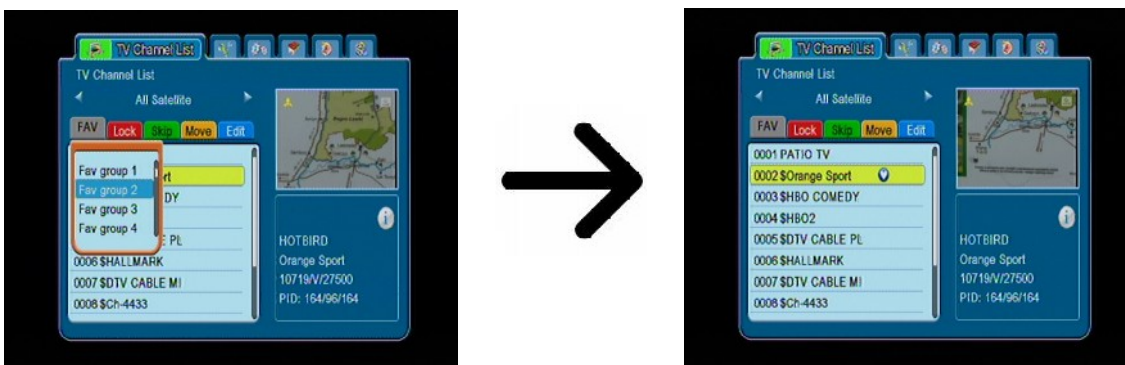 TV Channel List
TV Channel List
All Satellite
FAV Lock Skip Move Edit
Fav group 1
Fav group 2
Fav group 3
Fav group 4
rt
DY
E PL
0006 $HALLMARK
0007 $DTV CABLE MI
0008 $Ch-4433
HOTBIRD
Orange Sport
10719/V/27500
PID: 164/96/164
TV Channel List
TV Channel List
All Satellite
FAV Lock Skip Move Edit
0001 PATIO TV
0002 $Orange Sport
0003 $HBO COMEDY
0004 $HBO2
0005 $DTV CABLE PL
0006 $HALLMARK
0007 $DTV CABLE MI
0008 $Ch-4433
HOTBIRD
Orange Sport
10719/V/27500
PID: 164/96/164